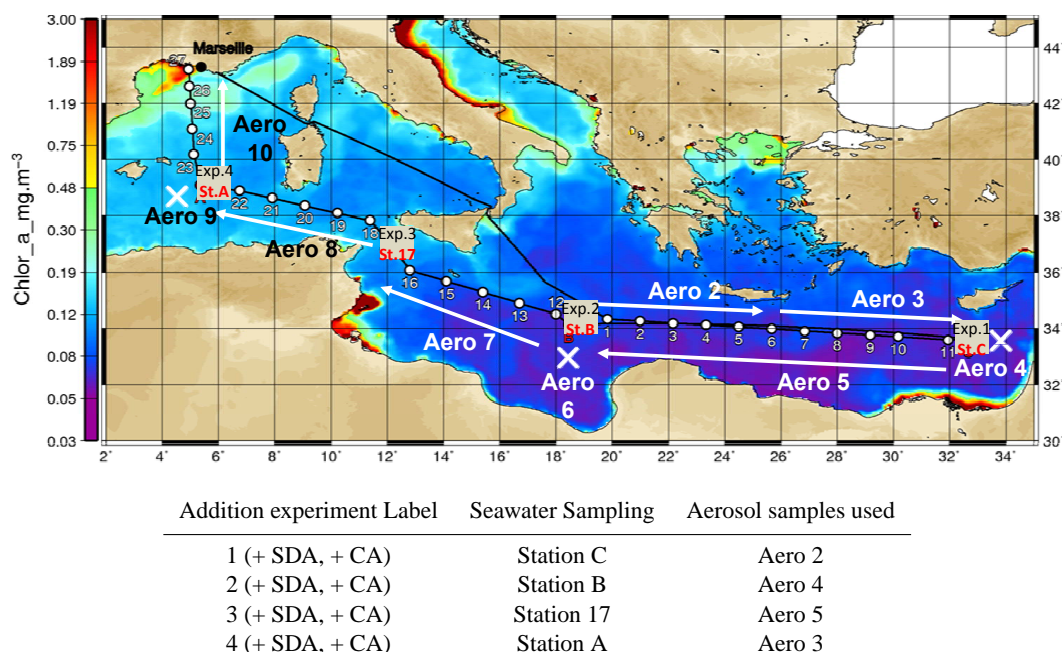 3.00
1.89
1.19
0.75
0.48
0.30
0.19
0.12
0.08
0.05
0.03
Chlor_a_mg.m⁻³
40˚
38˚
36˚
34˚
32˚
30˚
2˚ 4˚ 6˚ 8˚ 10˚ 12˚ 14˚ 16˚ 18˚ 20˚ 22˚ 24˚ 26˚ 28˚ 30˚ 32˚ 34˚
Marseille
27
26
25
24
23
Aero
10
Exp.4
St.A
22 21 20 19 18
Aero 9
Aero 8
Exp.3
St.17
16 15 14 13 12
Aero 7
Exp.2
St.B
Aero 2
Aero 3
1 2 3 4 5 6 7 8 9 10 11
Exp.1
St.C
Aero
6
Aero 5
Aero 4
Addition experiment Label Seawater Sampling Aerosol samples used
1 (+ SDA, + CA) Station C Aero 2
2 (+ SDA, + CA) Station B Aero 4
3 (+ SDA, + CA) Station 17 Aero 5
4 (+ SDA, + CA) Station A Aero 3